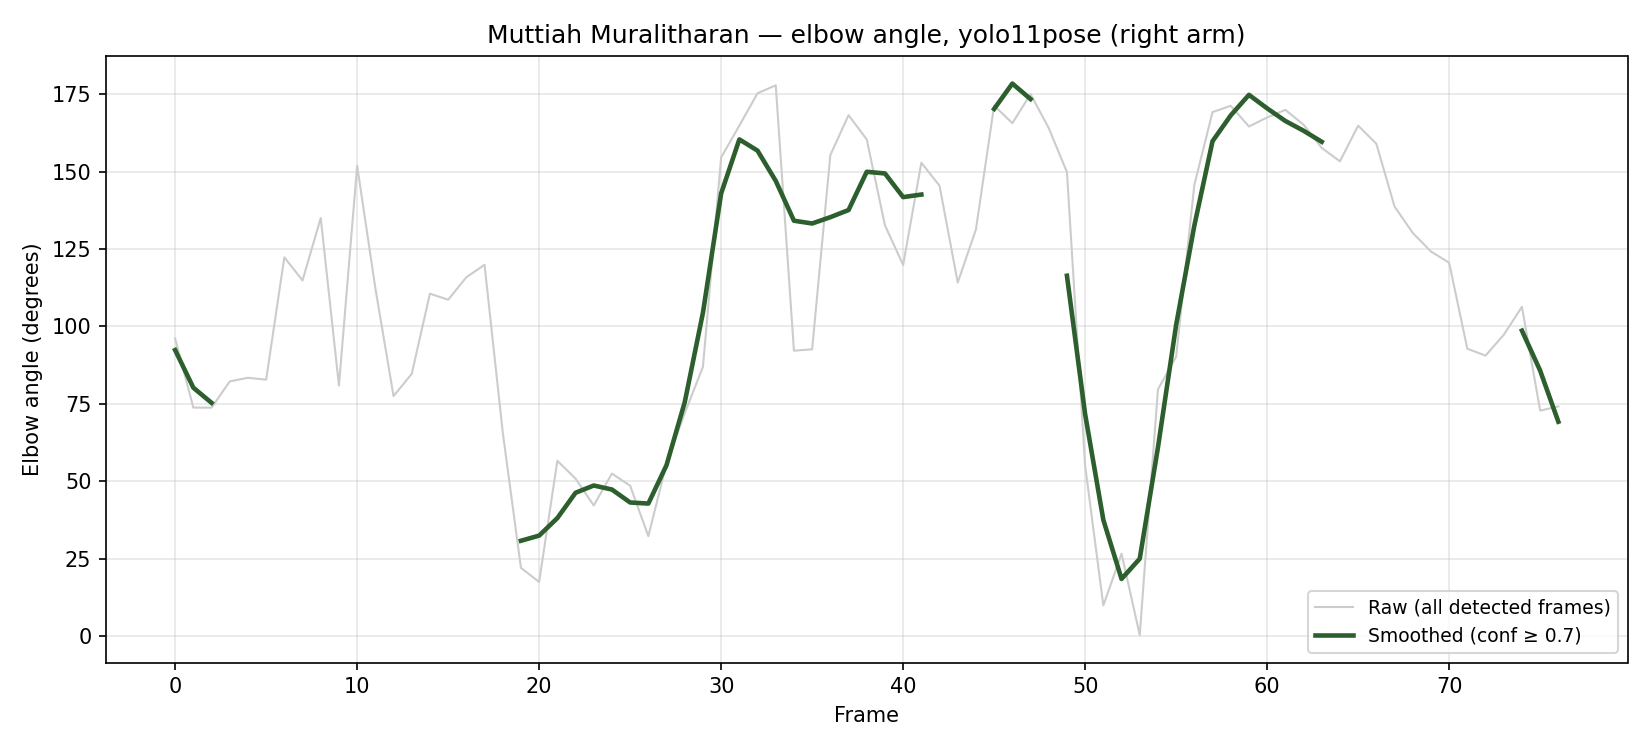 Muttiah Muralitharan — elbow angle, yolo11pose (right arm)
Elbow angle (degrees)
175
150
125
100
75
50
25
0
Raw (all detected frames)
Smoothed (conf ≥ 0.7)
0 10 20 30 40 50 60 70
Frame